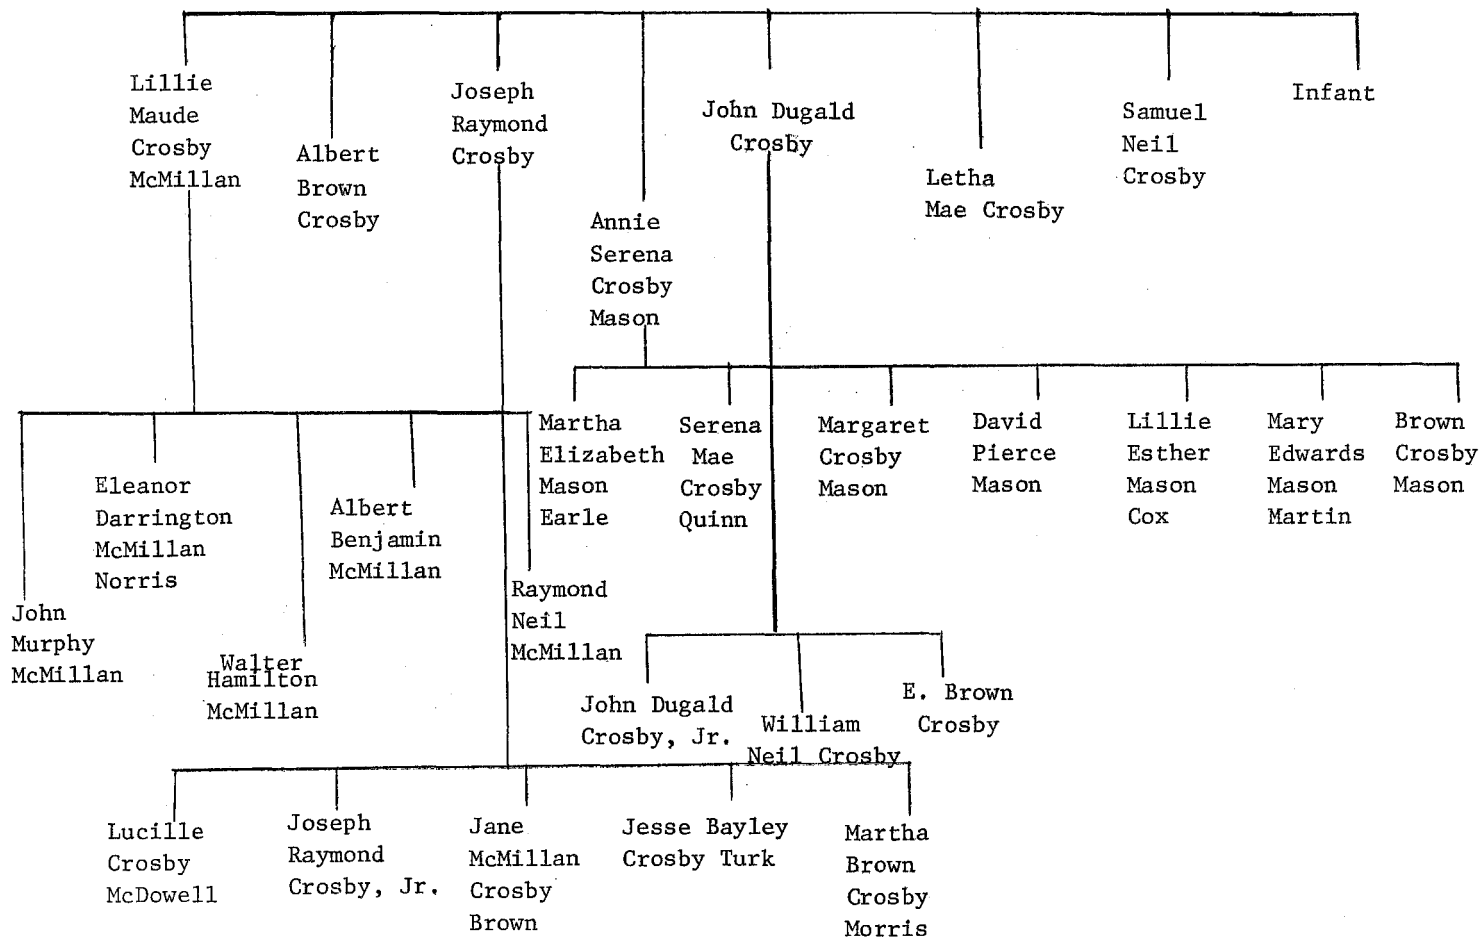 Lillie
Maude
Crosby
McMillan
Albert
Brown
Crosby
Joseph
Raymond
Crosby
Annie
Serena
Crosby
Mason
John Dugald
Crosby
Letha
Mae Crosby
Samuel
Neil
Crosby
Infant
John
Murphy
McMillan
Eleanor
Darrington
McMillan
Norris
Walter
Hamilton
McMillan
Albert
Benjamin
McMillan
Raymond
Neil
McMillan
Martha
Elizabeth
Mason
Earle
Serena
Mae
Crosby
Quinn
Margaret
Crosby
Mason
David
Pierce
Mason
Lillie
Esther
Mason
Cox
Mary
Edwards
Mason
Martin
Brown
Crosby
Mason
John Dugald
Crosby, Jr.
William
Neil Crosby
E. Brown
Crosby
Lucille
Crosby
McDowell
Joseph
Raymond
Crosby, Jr.
Jane
McMillan
Crosby
Brown
Jesse Bayley
Crosby Turk
Martha
Brown
Crosby
Morris